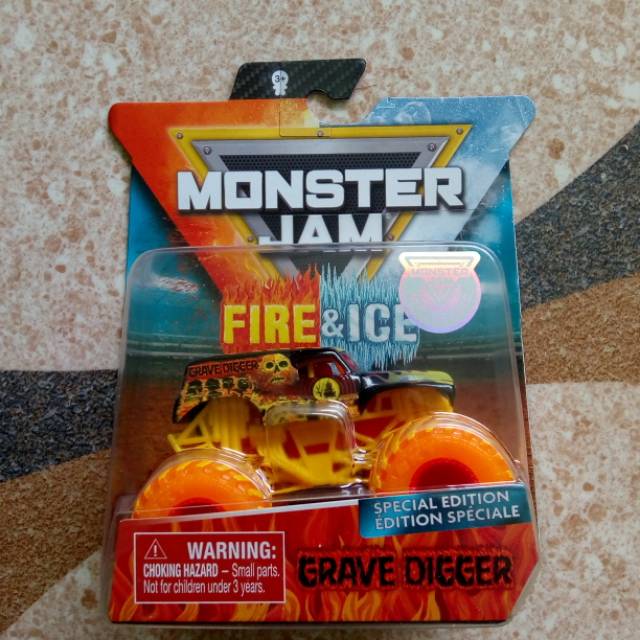 3+
MONSTER
JAM
MONSTER
FIRE & ICE
GRAVE DIGGER
SPECIAL EDITION
ÉDITION SPÉCIALE
WARNING:
CHOKING HAZARD – Small parts.
Not for children under 3 years.
GRAVE DIGGER